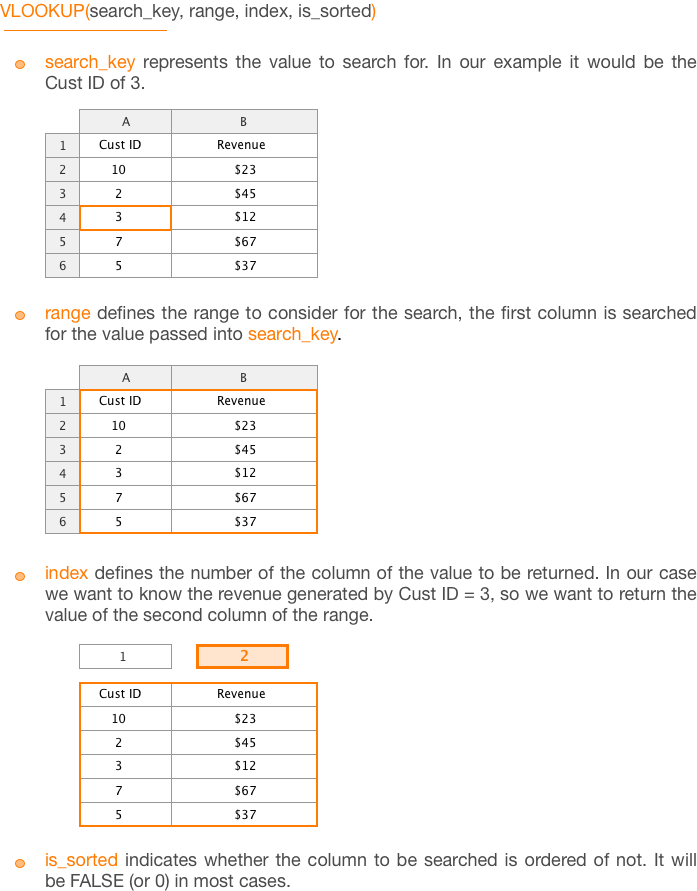 VLOOKUP(search_key, range, index, is_sorted)
search_key represents the value to search for. In our example it would be the
Cust ID of 3.
A B
1 Cust ID Revenue
2 10 $23
3 2 $45
4 3 $12
5 7 $67
6 5 $37
range defines the range to consider for the search, the first column is searched
for the value passed into search_key.
A B
1 Cust ID Revenue
2 10 $23
3 2 $45
4 3 $12
5 7 $67
6 5 $37
index defines the number of the column of the value to be returned. In our case
we want to know the revenue generated by Cust ID = 3, so we want to return the
value of the second column of the range.
1 2
Cust ID Revenue
10 $23
2 $45
3 $12
7 $67
5 $37
is_sorted indicates whether the column to be searched is ordered of not. It will
be FALSE (or 0) in most cases.